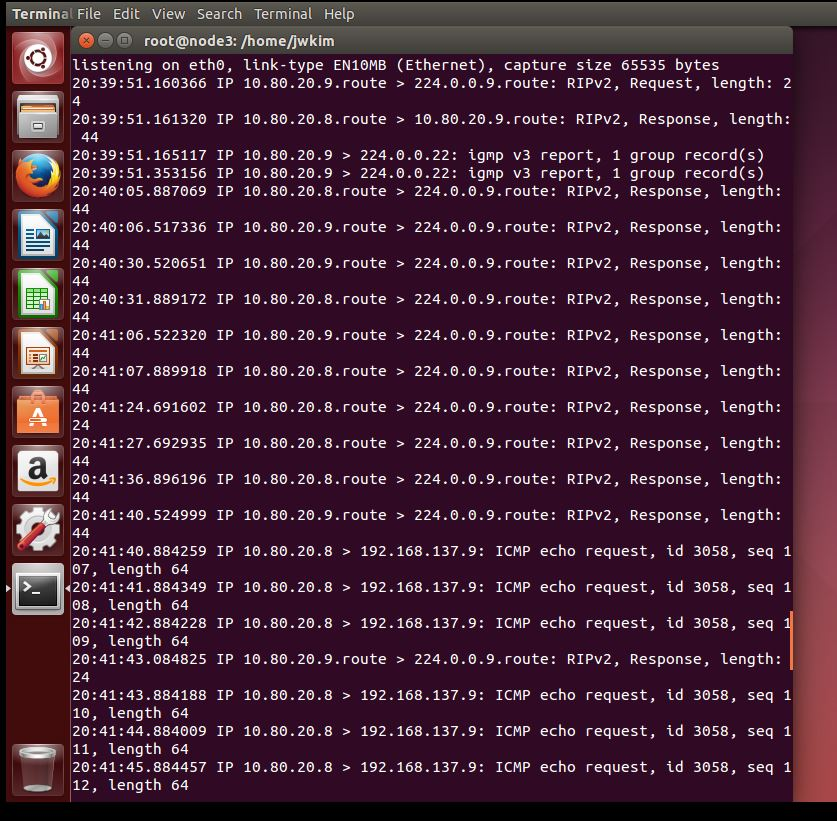 Terminal File Edit View Search Terminal Help
root@node3: /home/jwkim
listening on eth0, link-type EN10MB (Ethernet), capture size 65535 bytes
20:39:51.160366 IP 10.80.20.9.route > 224.0.0.9.route: RIPv2, Request, length: 2
4
20:39:51.161320 IP 10.80.20.8.route > 10.80.20.9.route: RIPv2, Response, length:
 44
20:39:51.165117 IP 10.80.20.9 > 224.0.0.22: igmp v3 report, 1 group record(s)
20:39:51.353156 IP 10.80.20.9 > 224.0.0.22: igmp v3 report, 1 group record(s)
20:40:05.887069 IP 10.80.20.8.route > 224.0.0.9.route: RIPv2, Response, length:
44
20:40:06.517336 IP 10.80.20.9.route > 224.0.0.9.route: RIPv2, Response, length:
44
20:40:30.520651 IP 10.80.20.9.route > 224.0.0.9.route: RIPv2, Response, length:
44
20:40:31.889172 IP 10.80.20.8.route > 224.0.0.9.route: RIPv2, Response, length:
44
20:41:06.522320 IP 10.80.20.9.route > 224.0.0.9.route: RIPv2, Response, length:
44
20:41:07.889918 IP 10.80.20.8.route > 224.0.0.9.route: RIPv2, Response, length:
44
20:41:24.691602 IP 10.80.20.8.route > 224.0.0.9.route: RIPv2, Response, length:
24
20:41:27.692935 IP 10.80.20.8.route > 224.0.0.9.route: RIPv2, Response, length:
44
20:41:36.896196 IP 10.80.20.8.route > 224.0.0.9.route: RIPv2, Response, length:
44
20:41:40.524999 IP 10.80.20.9.route > 224.0.0.9.route: RIPv2, Response, length:
44
20:41:40.884259 IP 10.80.20.8 > 192.168.137.9: ICMP echo request, id 3058, seq 1
07, length 64
20:41:41.884349 IP 10.80.20.8 > 192.168.137.9: ICMP echo request, id 3058, seq 1
08, length 64
20:41:42.884228 IP 10.80.20.8 > 192.168.137.9: ICMP echo request, id 3058, seq 1
09, length 64
20:41:43.084825 IP 10.80.20.9.route > 224.0.0.9.route: RIPv2, Response, length:
24
20:41:43.884188 IP 10.80.20.8 > 192.168.137.9: ICMP echo request, id 3058, seq 1
10, length 64
20:41:44.884009 IP 10.80.20.8 > 192.168.137.9: ICMP echo request, id 3058, seq 1
11, length 64
20:41:45.884457 IP 10.80.20.8 > 192.168.137.9: ICMP echo request, id 3058, seq 1
12, length 64